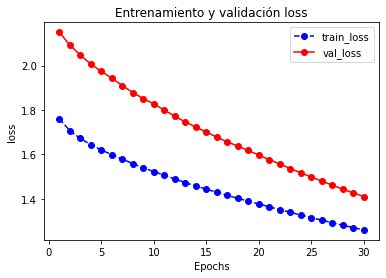 Entrenamiento y validación loss
train_loss
val_loss
loss
2.0
1.8
1.6
1.4
0 5 10 15 20 25 30
Epochs